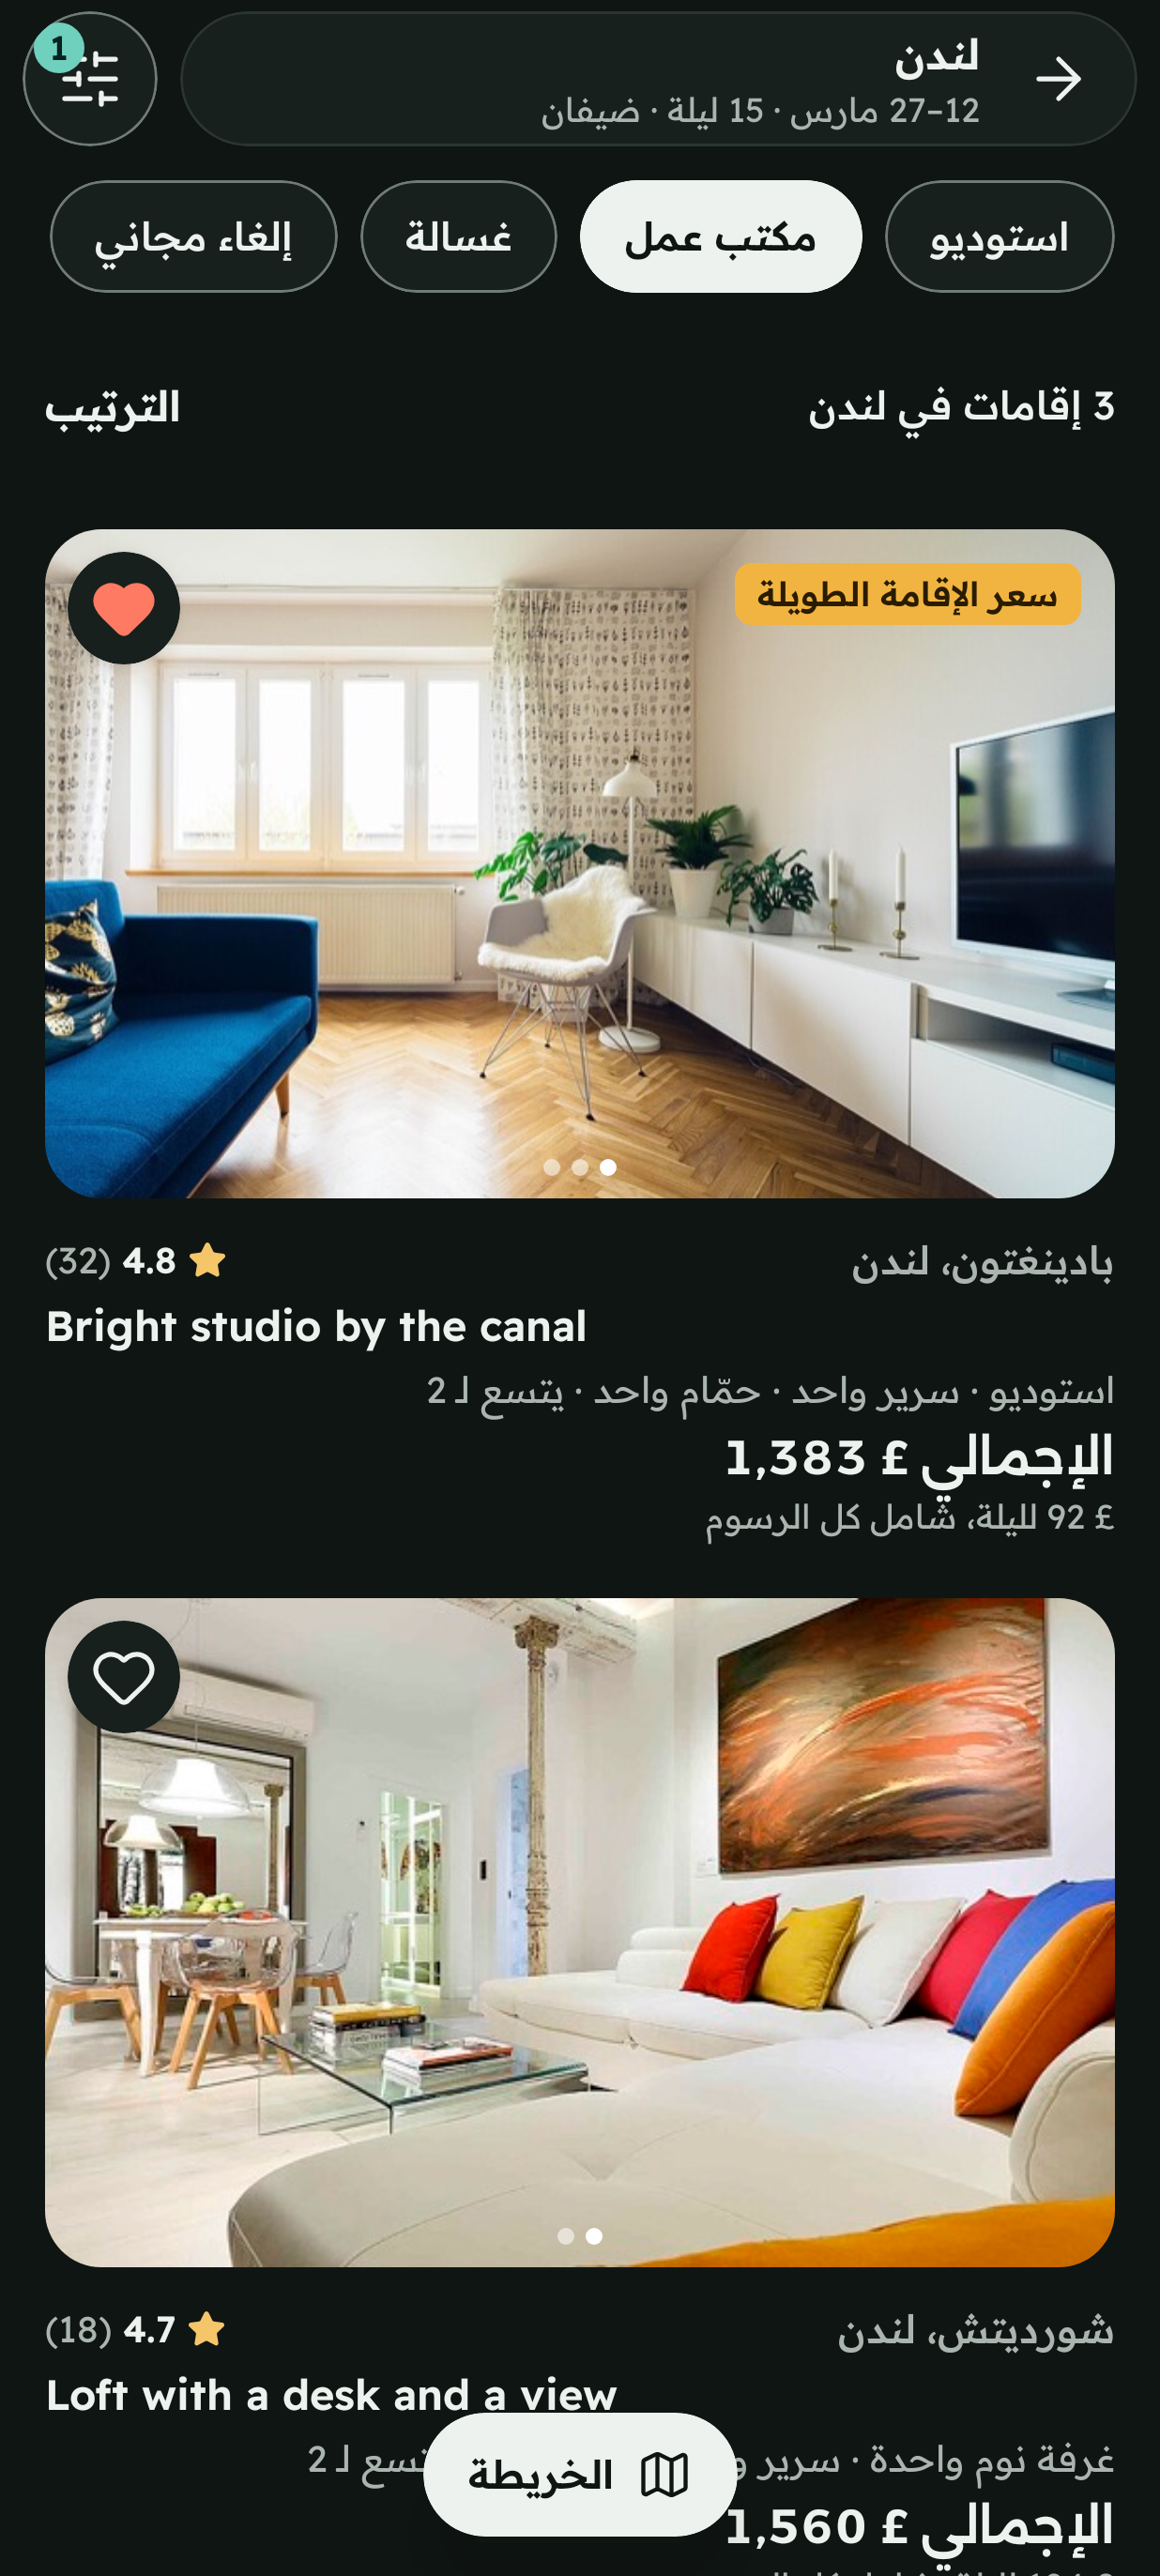 لندن
12–27 مارس · 15 ليلة · ضيفان
1
استوديو
مكتب عمل
غسالة
إلغاء مجاني
3 إقامات في لندن
الترتيب
سعر الإقامة الطويلة
بادينغتون، لندن
4.8 (32)
Bright studio by the canal
استوديو · سرير واحد · حمّام واحد · يتسع لـ 2
الإجمالي £ 1,383
£ 92 لليلة، شامل كل الرسوم
شورديتش، لندن
4.7 (18)
Loft with a desk and a view
غرفة نوم واحدة · سرير
لـ 2
الخريطة
الإجمالي £ 1,560